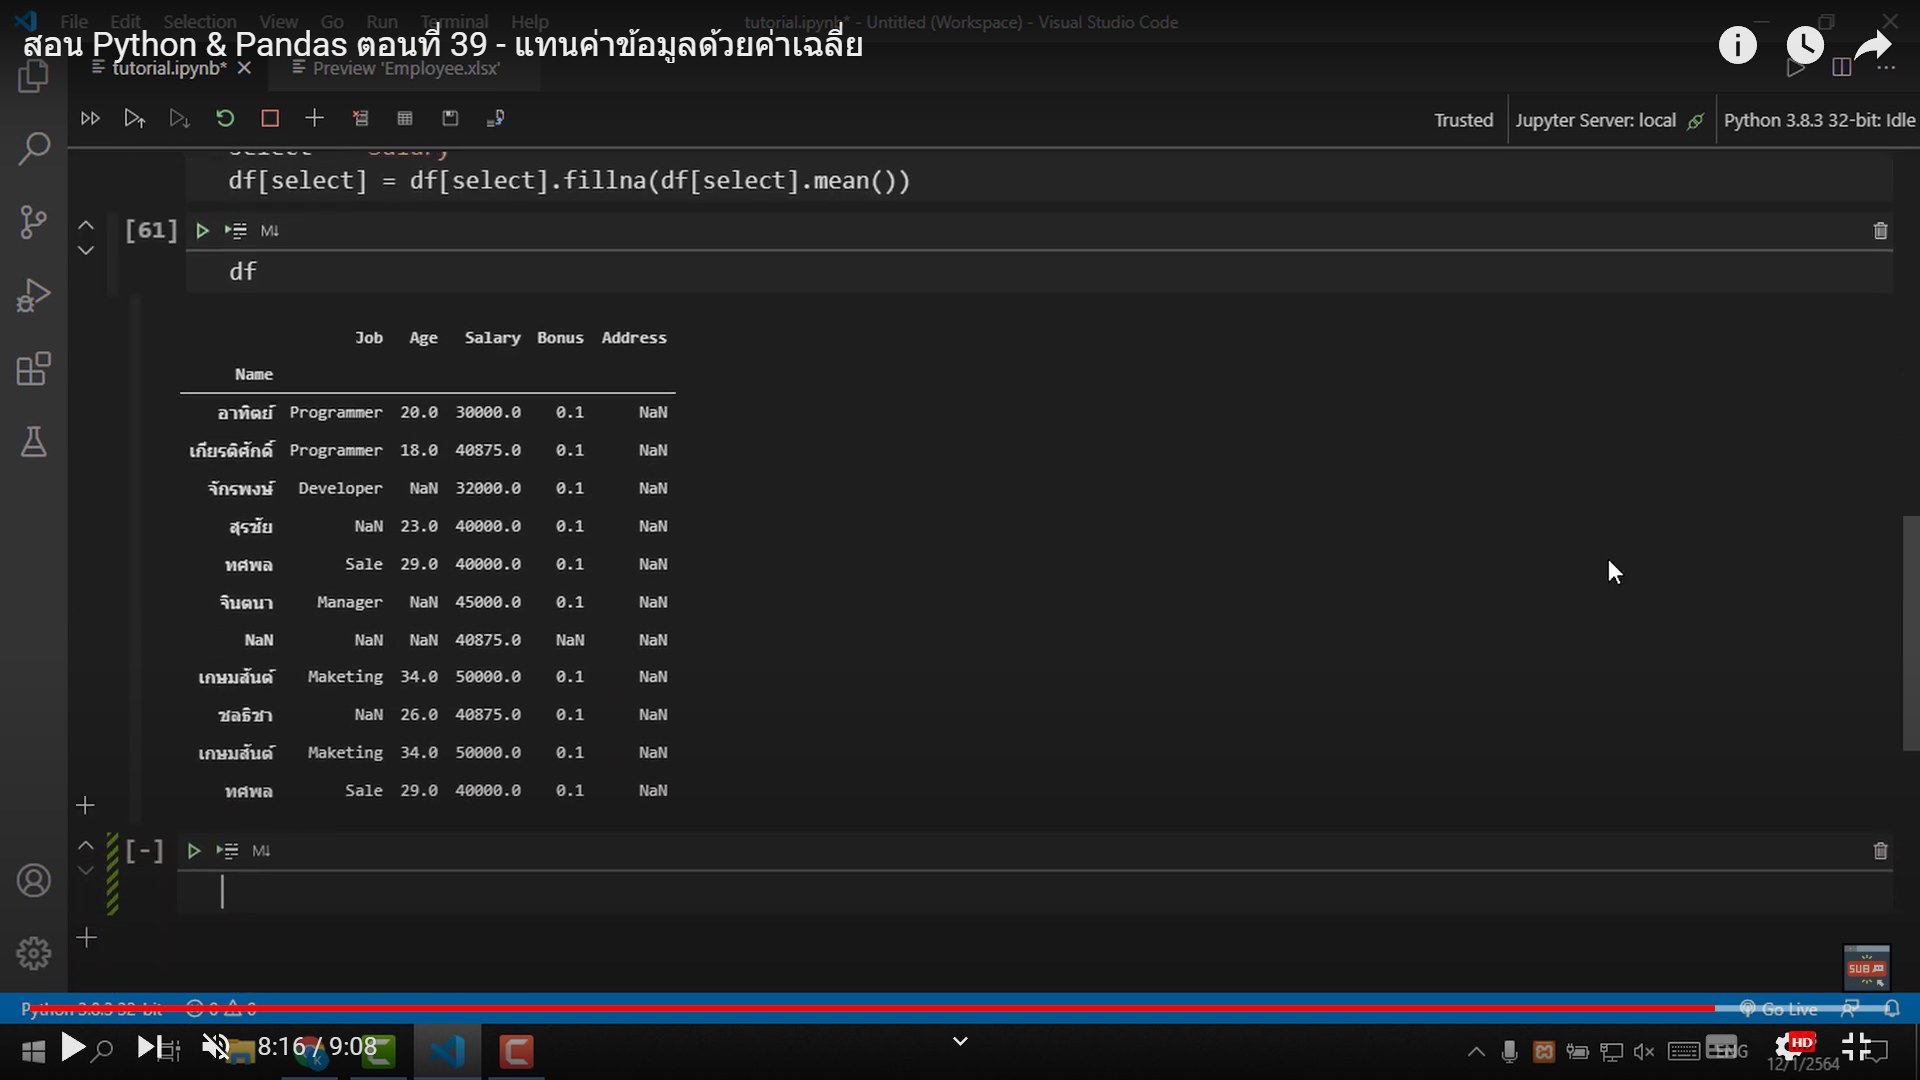 File Edit Selection View Go Run Terminal Help
tutorial.ipynb* - Untitled (Workspace) - Visual Studio Code
สอน Python & Pandas ตอนที่ 39 - แทนค่าข้อมูลด้วยค่าเฉลี่ย
tutorial.ipynb* Preview 'Employee.xlsx'
Trusted Jupyter Server: local Python 3.8.3 32-bit: Idle
select = "Salary"
df[select] = df[select].fillna(df[select].mean())
[61] M↓
df
Job Age Salary Bonus Address
Name
อาทิตย์ Programmer 20.0 30000.0 0.1 NaN
เกียรติศักดิ์ Programmer 18.0 40875.0 0.1 NaN
จักรพงษ์ Developer NaN 32000.0 0.1 NaN
สุรชัย NaN 23.0 40000.0 0.1 NaN
ทศพล Sale 29.0 40000.0 0.1 NaN
จินตนา Manager NaN 45000.0 0.1 NaN
NaN NaN NaN 40875.0 NaN NaN
เกษมสันต์ Maketing 34.0 50000.0 0.1 NaN
ชลธิชา NaN 26.0 40875.0 0.1 NaN
เกษมสันต์ Maketing 34.0 50000.0 0.1 NaN
ทศพล Sale 29.0 40000.0 0.1 NaN
[-] M↓
SUB
Python 3.8.3 32-bit 0 0 Go Live
8:16 / 9:08 ENG HD
12/1/2564